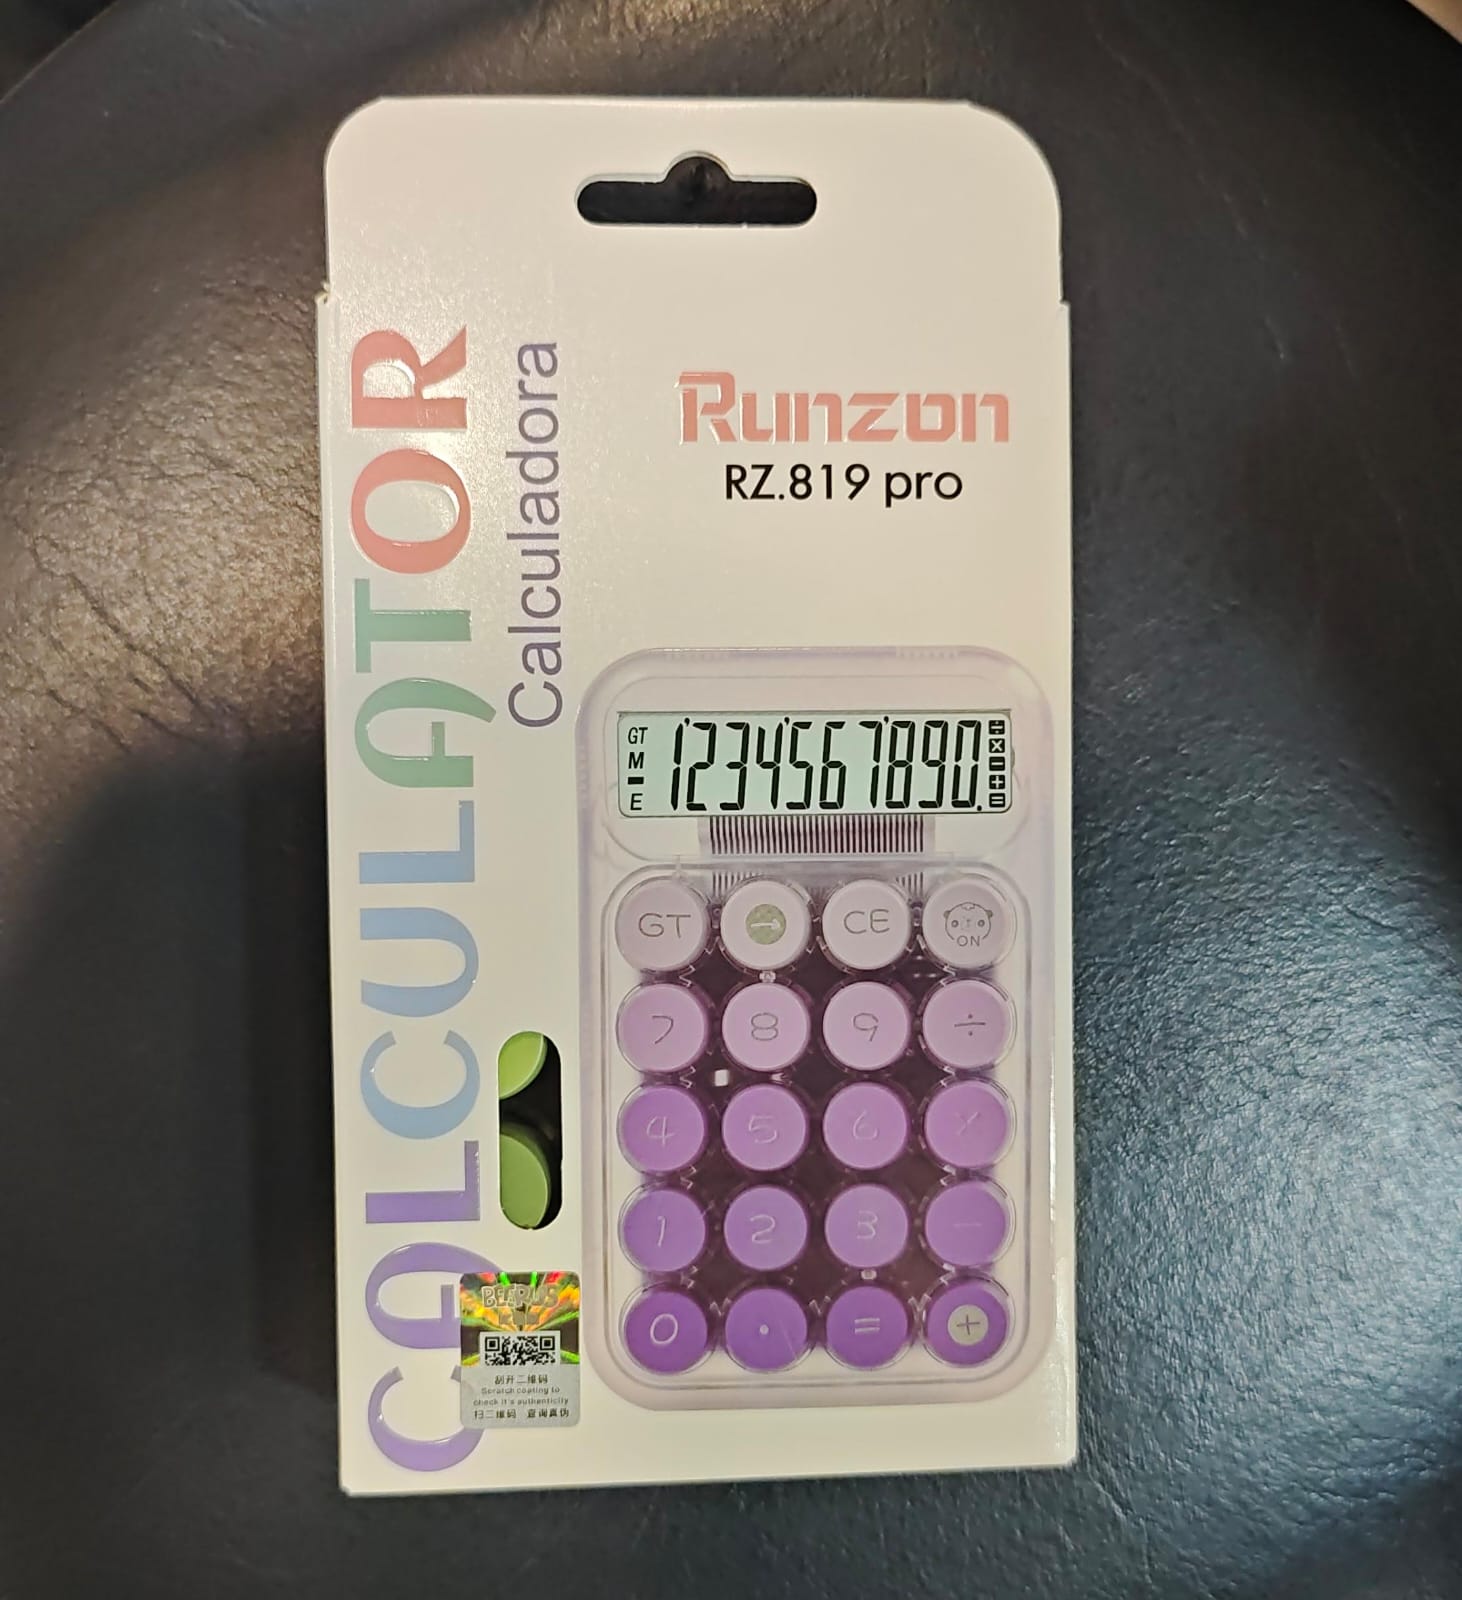 CALCULATOR
Calculadora
Runzon
RZ.819 pro
GT
M
E
1234567890.
GT → CE ON
7 8 9 ÷
4 5 6 ×
1 2 3 −
0 . = +
BEERUS
刮开二维码
Scratch coating to
check it's authenticity
扫二维码 查询真伪